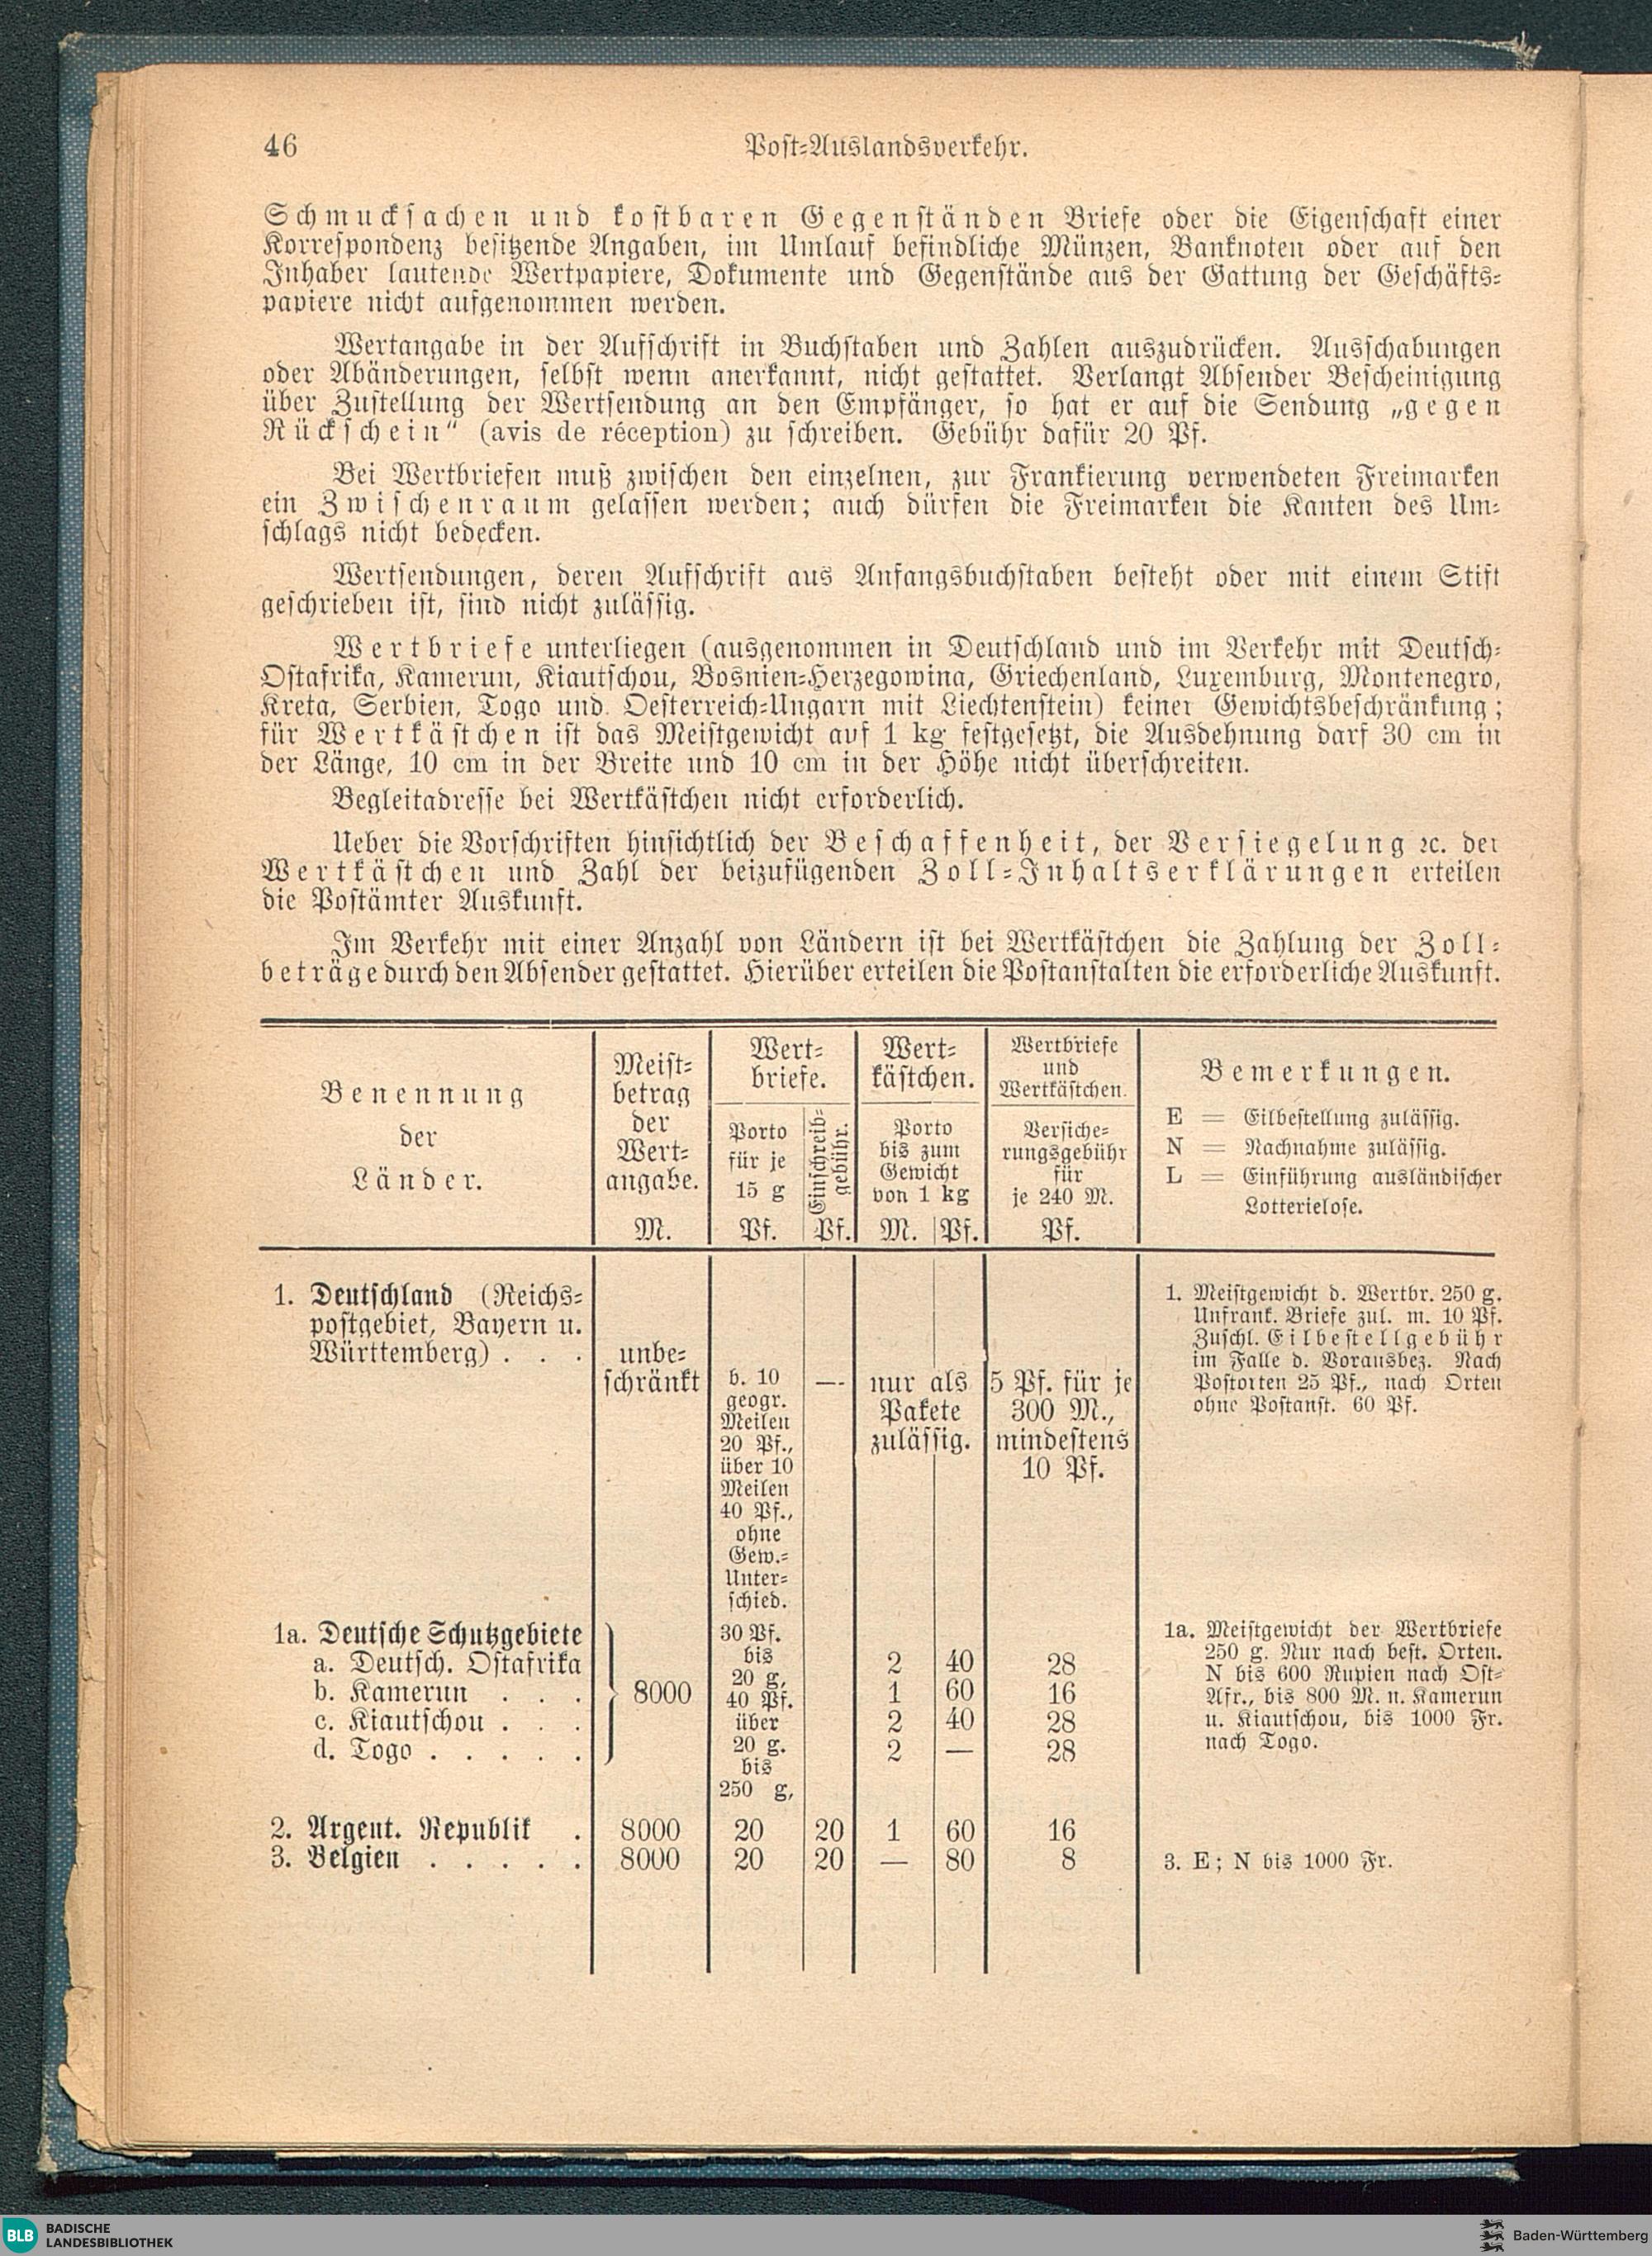 46
Post-Auslandsverkehr.
Schmucksachen und kostbaren Gegenständen Briefe oder die Eigenschaft einer
Korrespondenz besitzende Angaben, im Umlauf befindliche Münzen, Banknoten oder auf den
Inhaber lautende Wertpapiere, Dokumente und Gegenstände aus der Gattung der Geschäfts-
papiere nicht aufgenommen werden.
Wertangabe in der Aufschrift in Buchstaben und Zahlen auszudrücken. Ausschabungen
oder Abänderungen, selbst wenn anerkannt, nicht gestattet. Verlangt Absender Bescheinigung
über Zustellung der Wertsendung an den Empfänger, so hat er auf die Sendung „gegen
Rückschein" (avis de réception) zu schreiben. Gebühr dafür 20 Pf.
Bei Wertbriefen muß zwischen den einzelnen, zur Frankierung verwendeten Freimarken
ein Zwischenraum gelassen werden; auch dürfen die Freimarken die Kanten des Um-
schlags nicht bedecken.
Wertsendungen, deren Aufschrift aus Anfangsbuchstaben besteht oder mit einem Stift
geschrieben ist, sind nicht zulässig.
Wertbriefe unterliegen (ausgenommen in Deutschland und im Verkehr mit Deutsch-
Ostafrika, Kamerun, Kiautschou, Bosnien-Herzegowina, Griechenland, Luxemburg, Montenegro,
Kreta, Serbien, Togo und Oesterreich-Ungarn mit Liechtenstein) keiner Gewichtsbeschränkung;
für Wertkästchen ist das Meistgewicht auf 1 kg festgesetzt, die Ausdehnung darf 30 cm in
der Länge, 10 cm in der Breite und 10 cm in der Höhe nicht überschreiten.
Begleitadresse bei Wertkästchen nicht erforderlich.
Ueber die Vorschriften hinsichtlich der Beschaffenheit, der Versiegelung ꝛc. der
Wertkästchen und Zahl der beizufügenden Zoll-Inhaltserklärungen erteilen
die Postämter Auskunft.
Im Verkehr mit einer Anzahl von Ländern ist bei Wertkästchen die Zahlung der Zoll-
beträge durch den Absender gestattet. Hierüber erteilen die Postanstalten die erforderliche Auskunft.
Benennung
der
Länder.
Meist-
betrag
der
Wert-
angabe.
M.
Wert-
briefe.
Porto
für je
15 g
Pf.
Einschreib-
gebühr.
Pf.
Wert-
kästchen.
Porto
bis zum
Gewicht
von 1 kg
M. Pf.
Wertbriefe
und
Wertkästchen.
Versiche-
rungsgebühr
für
je 240 M.
Pf.
Bemerkungen.
E = Eilbestellung zulässig.
N = Nachnahme zulässig.
L = Einführung ausländischer
Lotterielose.
1. Deutschland (Reichs-
postgebiet, Bayern u.
Württemberg) . . .
unbe-
schränkt
b. 10
geogr.
Meilen
20 Pf.,
über 10
Meilen
40 Pf.,
ohne
Gew.-
Unter-
schied.
—
nur als
Pakete
zulässig.
5 Pf. für je
300 M.,
mindestens
10 Pf.
1. Meistgewicht d. Wertbr. 250 g.
Unfrank. Briefe zul. m. 10 Pf.
Zuschl. Eilbestellgebühr
im Falle d. Vorausbez. Nach
Postorten 25 Pf., nach Orten
ohne Postanst. 60 Pf.
1a. Deutsche Schutzgebiete
a. Deutsch. Ostafrika
b. Kamerun . . .
c. Kiautschou . . .
d. Togo . . . . .
8000
30 Pf.
bis
20 g,
40 Pf.
über
20 g.
bis
250 g,
2 40 28
1 60 16
2 40 28
2 — 28
1a. Meistgewicht der Wertbriefe
250 g. Nur nach best. Orten.
N bis 600 Rupien nach Ost-
Afr., bis 800 M. n. Kamerun
u. Kiautschou, bis 1000 Fr.
nach Togo.
2. Argent. Republik . 8000 20 20 1 60 16
3. Belgien . . . . . 8000 20 20 — 80 8 3. E; N bis 1000 Fr.
BLB BADISCHE
LANDESBIBLIOTHEK
Baden-Württemberg